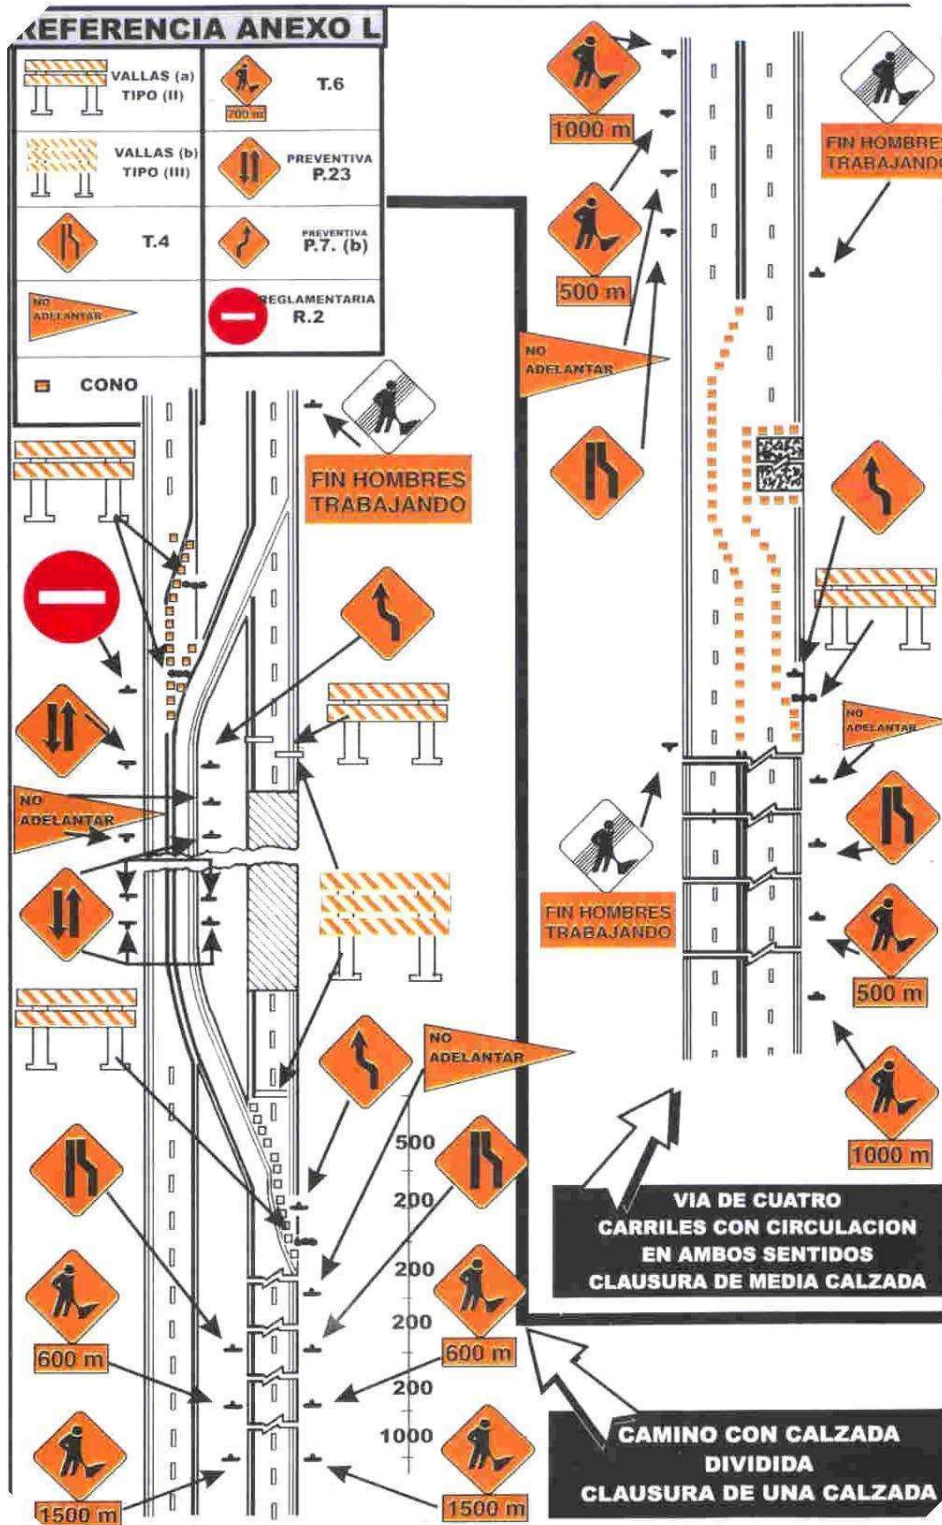 REFERENCIA ANEXO L
VALLAS (a)
TIPO (II)
T.6
200 m
VALLAS (b)
TIPO (III)
PREVENTIVA
P.23
T.4
PREVENTIVA
P.7. (b)
NO
ADELANTAR
REGLAMENTARIA
R.2
CONO
FIN HOMBRES
TRABAJANDO
NO
ADELANTAR
NO
ADELANTAR
500
200
200
200
200
1000
600 m
600 m
1500 m
1500 m
1000 m
500 m
FIN HOMBRES
TRABAJANDO
NO
ADELANTAR
NO
ADELANTAR
FIN HOMBRES
TRABAJANDO
500 m
1000 m
VIA DE CUATRO
CARRILES CON CIRCULACION
EN AMBOS SENTIDOS
CLAUSURA DE MEDIA CALZADA
CAMINO CON CALZADA
DIVIDIDA
CLAUSURA DE UNA CALZADA